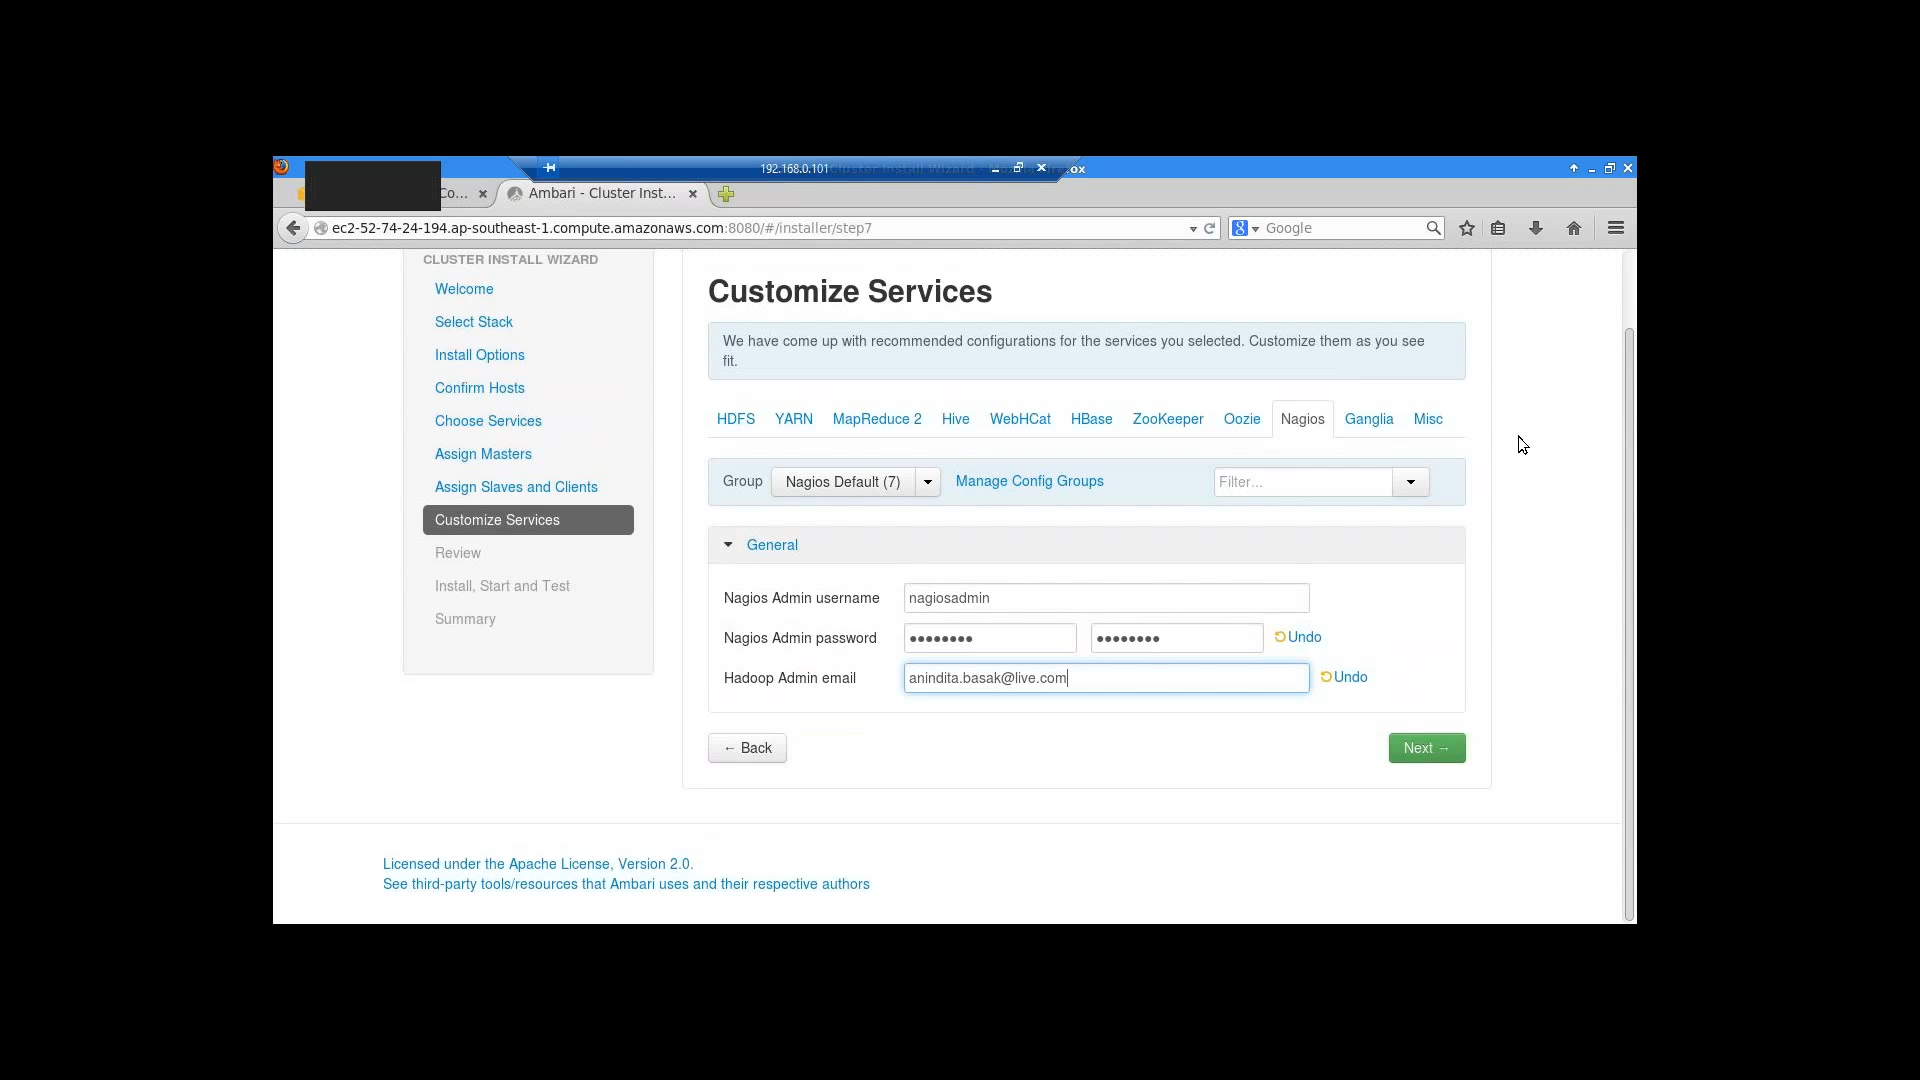 192.168.0.101
Co...
Ambari - Cluster Inst...
ec2-52-74-24-194.ap-southeast-1.compute.amazonaws.com:8080/#/installer/step7
Google
CLUSTER INSTALL WIZARD
Welcome
Select Stack
Install Options
Confirm Hosts
Choose Services
Assign Masters
Assign Slaves and Clients
Customize Services
Review
Install, Start and Test
Summary
Customize Services
We have come up with recommended configurations for the services you selected. Customize them as you see
fit.
HDFS YARN MapReduce 2 Hive WebHCat HBase ZooKeeper Oozie Nagios Ganglia Misc
Group Nagios Default (7) Manage Config Groups Filter...
General
Nagios Admin username nagiosadmin
Nagios Admin password •••••••• •••••••• Undo
Hadoop Admin email anindita.basak@live.com Undo
← Back
Next →
Licensed under the Apache License, Version 2.0.
See third-party tools/resources that Ambari uses and their respective authors